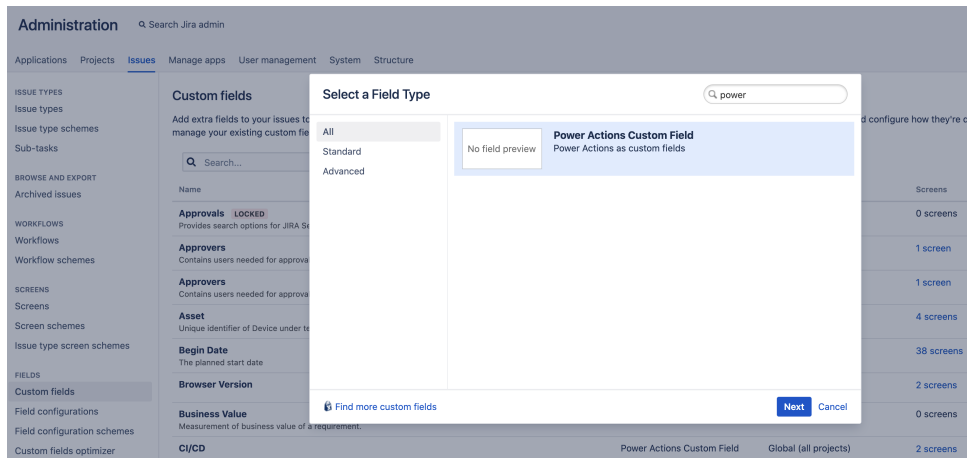 Administration
Search Jira admin
Applications Projects Issues Manage apps User management System Structure
ISSUE TYPES
Issue types
Issue type schemes
Sub-tasks
BROWSE AND EXPORT
Archived issues
WORKFLOWS
Workflows
Workflow schemes
SCREENS
Screens
Screen schemes
Issue type screen schemes
FIELDS
Custom fields
Field configurations
Field configuration schemes
Custom fields optimizer
Custom fields
Add extra fields to your issues to
d configure how they're
manage your existing custom fie
Search...
Name
Screens
Approvals LOCKED
0 screens
Provides search options for JIRA Se
Approvers
1 screen
Contains users needed for approva
Approvers
1 screen
Contains users needed for approva
Asset
4 screens
Unique identifier of Device under te
Begin Date
38 screens
The planned start date
Browser Version
2 screens
Business Value
0 screens
Measurement of business value of a requirement.
CI/CD Power Actions Custom Field Global (all projects) 2 screens
Select a Field Type
power
All
Standard
Advanced
No field preview
Power Actions Custom Field
Power Actions as custom fields
Find more custom fields
Next Cancel